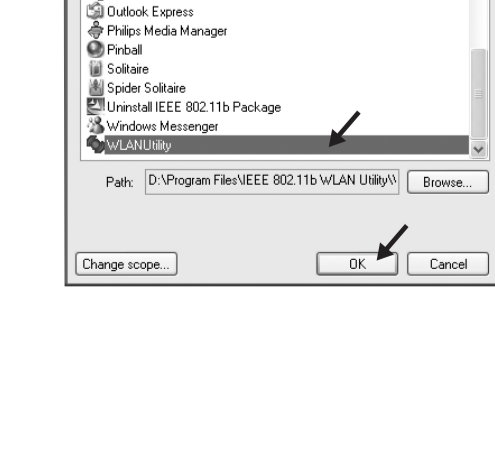 Outlook Express
Philips Media Manager
Pinball
Solitaire
Spider Solitaire
Uninstall IEEE 802.11b Package
Windows Messenger
WLANUtility
Path: D:\Program Files\IEEE 802.11b WLAN Utility\ Browse...
Change scope... OK Cancel